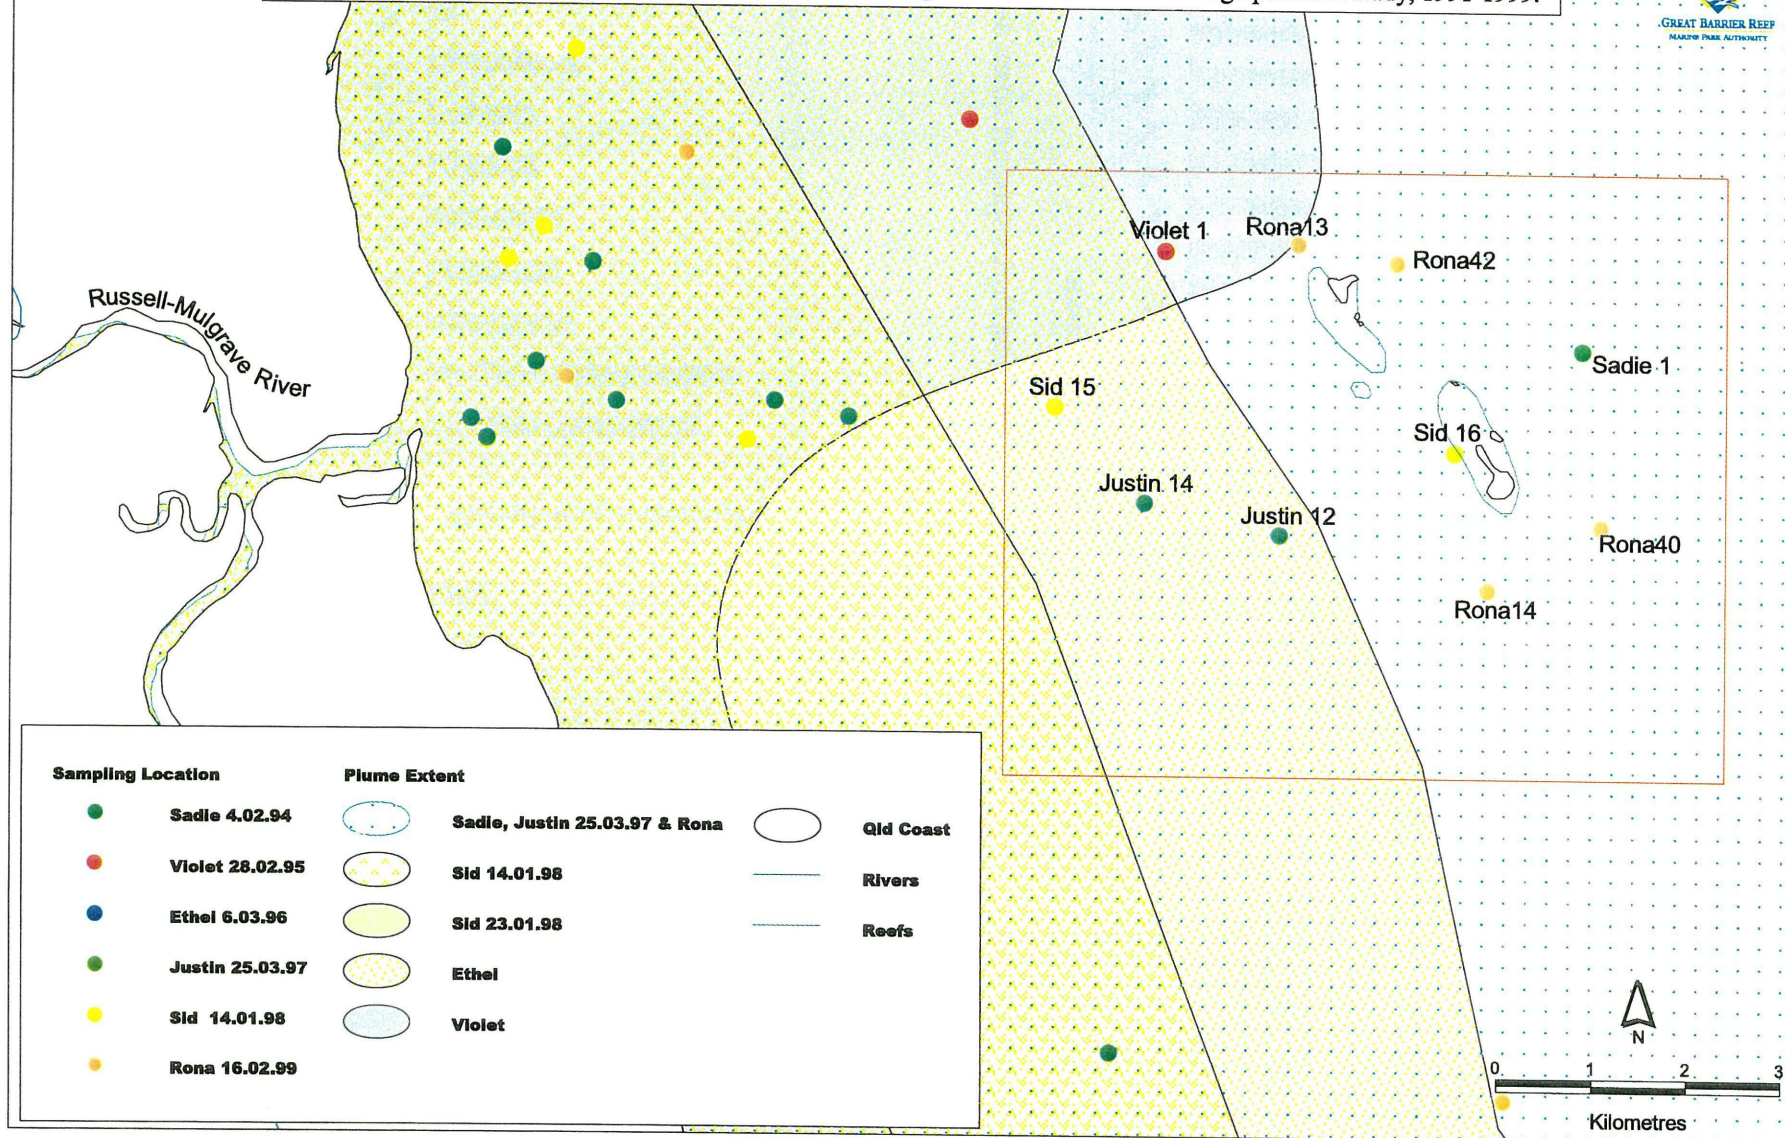 GREAT BARRIER REEF
MARINE PARK AUTHORITY
Violet 1
Rona13
Rona42
Russell-Mulgrave River
Sadie 1
Sid 15
Sid 16
Justin 14
Justin 12
Rona40
Rona14
Sampling Location
Sadie 4.02.94
Violet 28.02.95
Ethel 6.03.96
Justin 25.03.97
Sid 14.01.98
Rona 16.02.99
Plume Extent
Sadie, Justin 25.03.97 & Rona
Sid 14.01.98
Sid 23.01.98
Ethel
Violet
Qld Coast
Rivers
Reefs
N
0 1 2 3
Kilometres